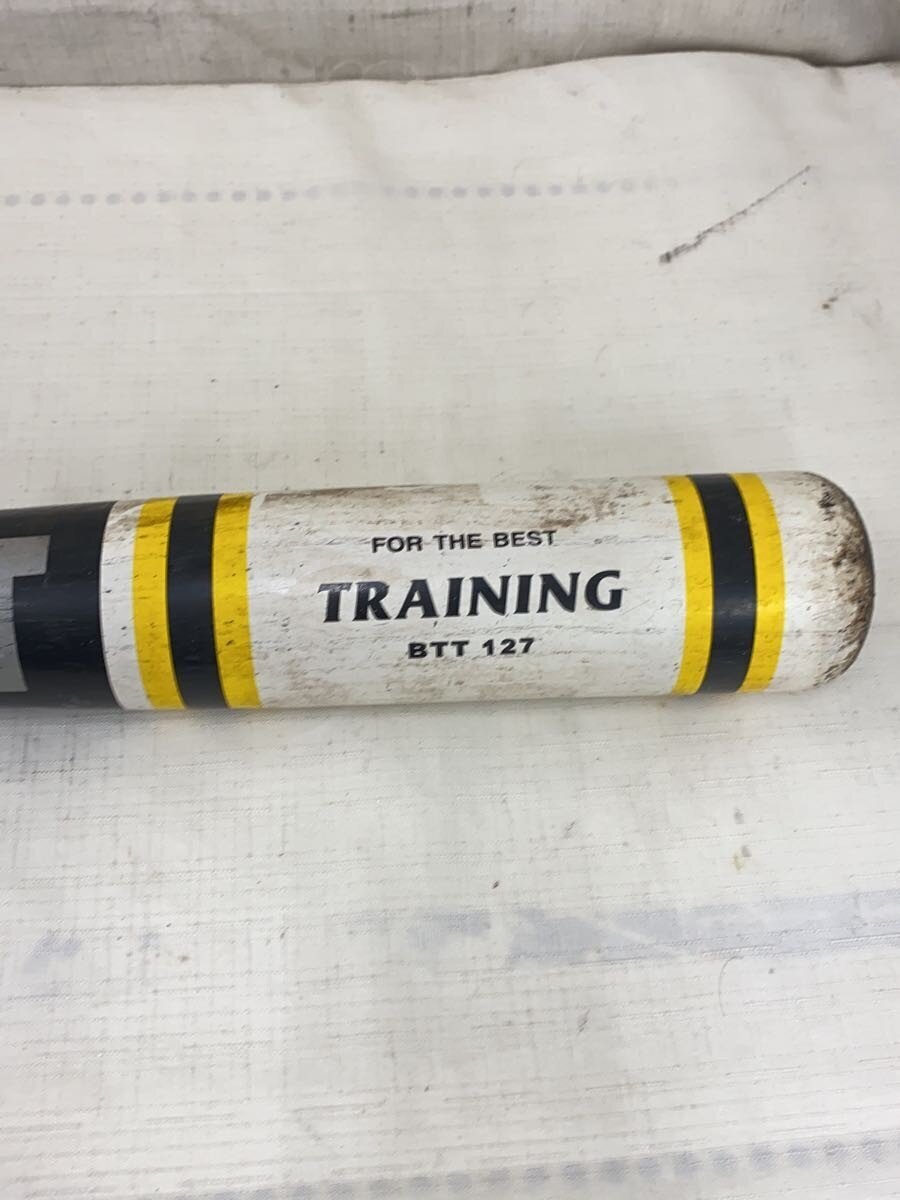 FOR THE BEST
TRAINING
BTT 127